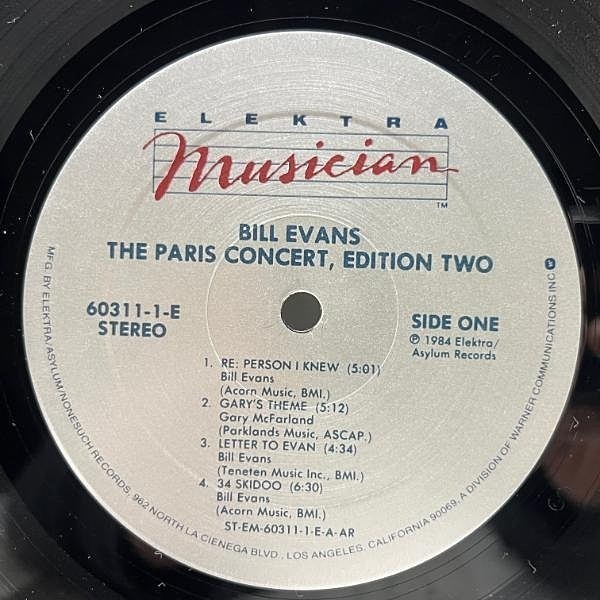 ELEKTRA
Musician
TM
BILL EVANS
THE PARIS CONCERT, EDITION TWO
60311-1-E
STEREO
SIDE ONE
℗ 1984 Elektra/
Asylum Records
1. RE: PERSON I KNEW (5:01)
Bill Evans
(Acorn Music, BMI.)
2. GARY'S THEME (5:12)
Gary McFarland
(Parklands Music, ASCAP.)
3. LETTER TO EVAN (4:34)
Bill Evans
(Teneten Music Inc., BMI.)
4. 34 SKIDOO (6:30)
Bill Evans
(Acorn Music, BMI.)
ST-EM-60311-1-E-A-AR
MFG. BY ELEKTRA/ASYLUM/NONESUCH RECORDS, 962 NORTH LA CIENEGA BLVD., LOS ANGELES, CALIFORNIA 90069, A DIVISION OF WARNER COMMUNICATIONS INC.